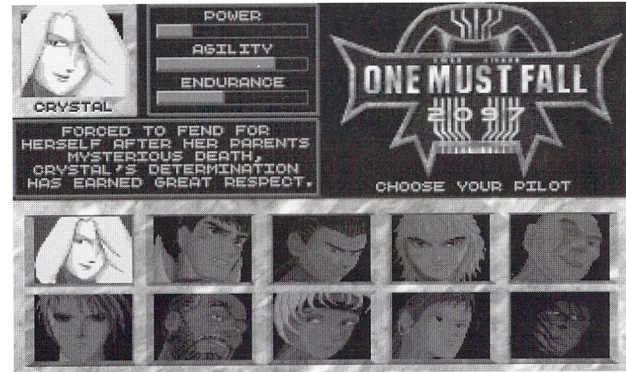 CRYSTAL
POWER
AGILITY
ENDURANCE
FORCED TO FEND FOR
HERSELF AFTER HER PARENTS
MYSTERIOUS DEATH,
CRYSTAL'S DETERMINATION
HAS EARNED GREAT RESPECT.
ONE MUST FALL
2097
CHOOSE YOUR PILOT